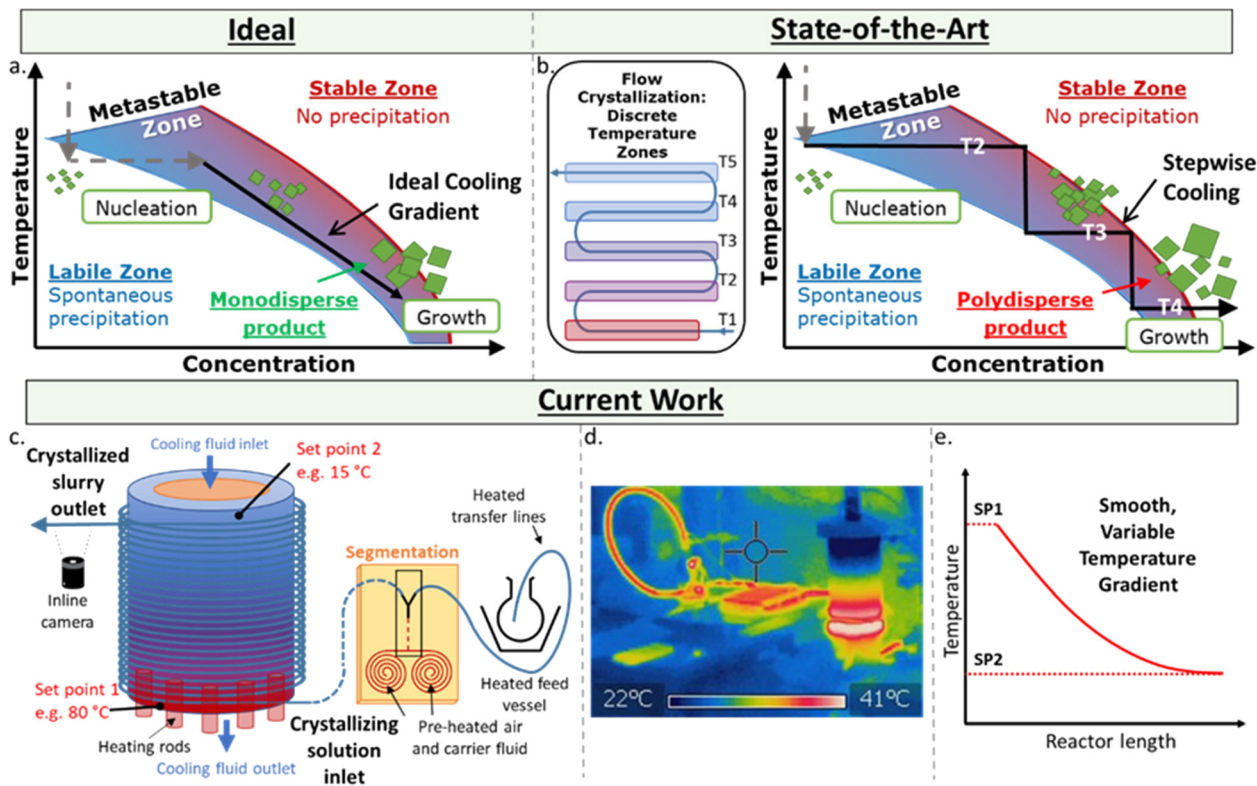 Ideal
State-of-the-Art
a.
Temperature
Metastable
Zone
Stable Zone
No precipitation
Nucleation
Ideal Cooling
Gradient
Labile Zone
Spontaneous
precipitation
Monodisperse
product
Growth
Concentration
b.
Flow
Crystallization:
Discrete
Temperature
Zones
T5
T4
T3
T2
T1
Temperature
Metastable
Zone
Stable Zone
No precipitation
T2
Stepwise
Cooling
Nucleation
T3
Labile Zone
Spontaneous
precipitation
Polydisperse
product
T4
Growth
Concentration
Current Work
c.
Crystallized
slurry
outlet
Cooling fluid inlet
Set point 2
e.g. 15 °C
Inline
camera
Set point 1
e.g. 80 °C
Heating rods
Cooling fluid outlet
Segmentation
Heated
transfer lines
Heated feed
vessel
Crystallizing
solution
inlet
Pre-heated air
and carrier fluid
d.
22°C
41°C
e.
Temperature
SP1
SP2
Smooth,
Variable
Temperature
Gradient
Reactor length